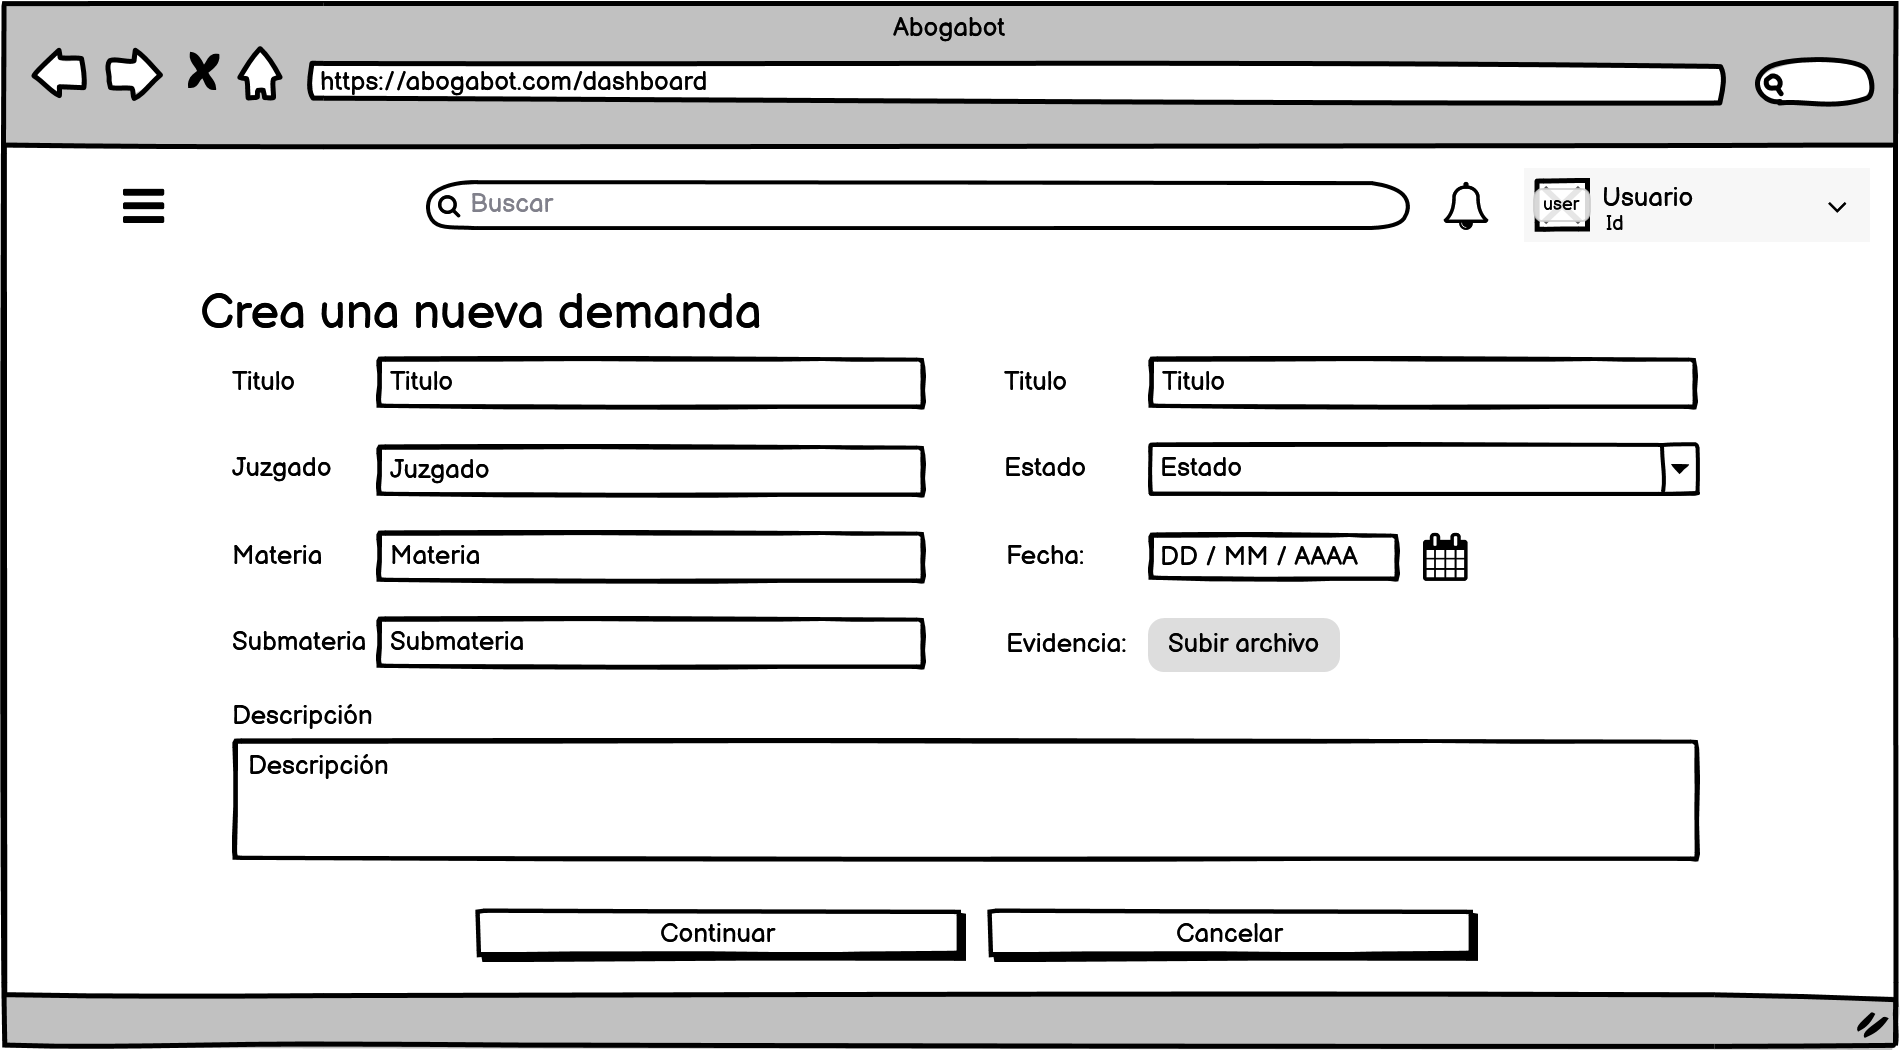 Abogabot
https://abogabot.com/dashboard
Buscar
user
Usuario
Id
Crea una nueva demanda
Titulo Titulo Titulo Titulo
Juzgado Juzgado Estado Estado
Materia Materia Fecha: DD / MM / AAAA
Submateria Submateria Evidencia: Subir archivo
Descripción
Descripción
Continuar Cancelar